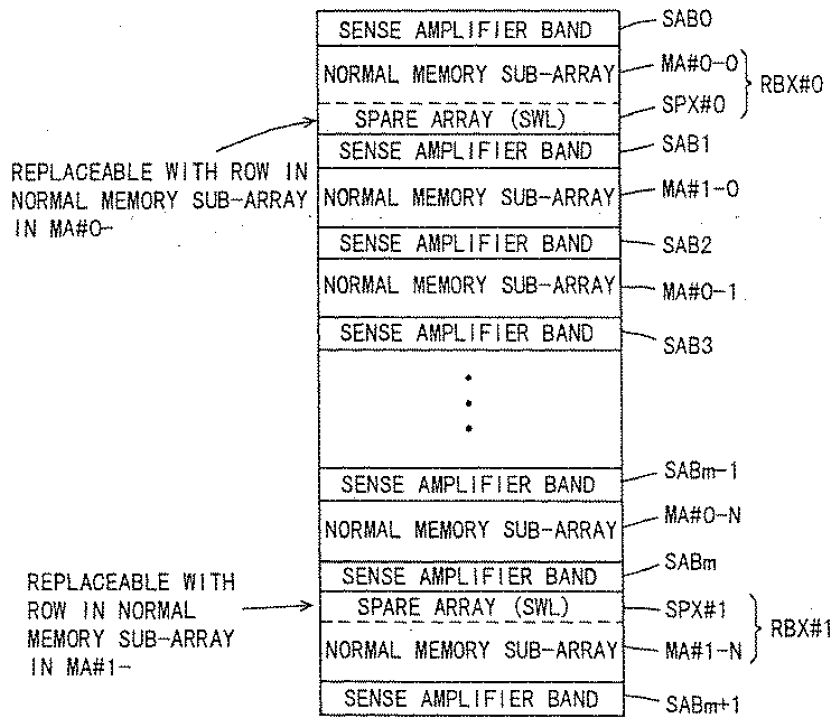 SENSE AMPLIFIER BAND
SAB0
NORMAL MEMORY SUB-ARRAY
MA#0-0
RBX#0
SPARE ARRAY (SWL)
SPX#0
SENSE AMPLIFIER BAND
SAB1
REPLACEABLE WITH ROW IN
NORMAL MEMORY SUB-ARRAY
IN MA#0-
NORMAL MEMORY SUB-ARRAY
MA#1-0
SENSE AMPLIFIER BAND
SAB2
NORMAL MEMORY SUB-ARRAY
MA#0-1
SENSE AMPLIFIER BAND
SAB3
SENSE AMPLIFIER BAND
SABm-1
NORMAL MEMORY SUB-ARRAY
MA#0-N
SENSE AMPLIFIER BAND
SABm
REPLACEABLE WITH
ROW IN NORMAL
MEMORY SUB-ARRAY
IN MA#1-
SPARE ARRAY (SWL)
SPX#1
RBX#1
NORMAL MEMORY SUB-ARRAY
MA#1-N
SENSE AMPLIFIER BAND
SABm+1